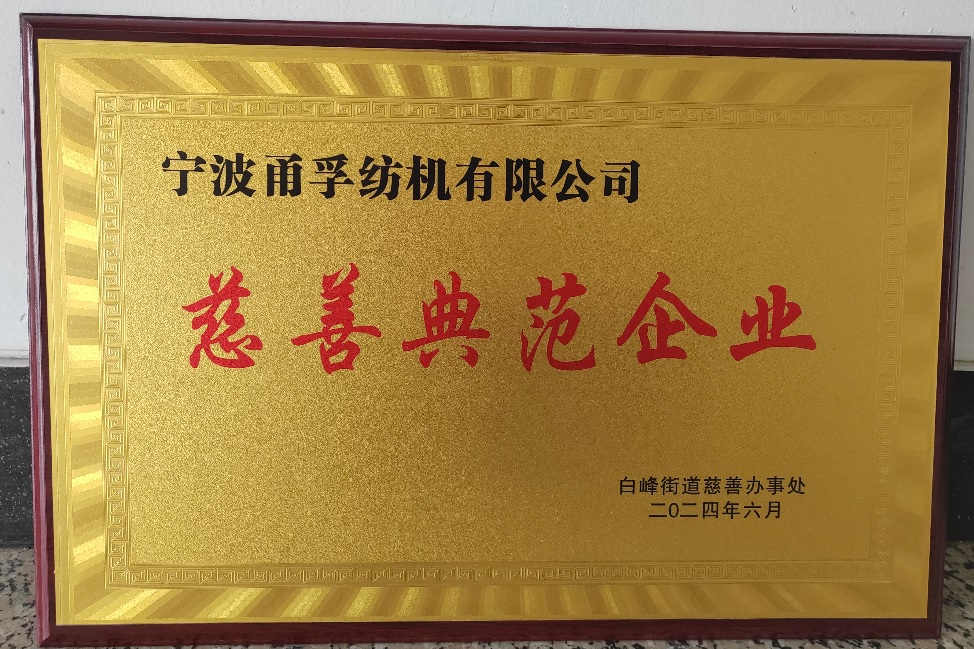 宁波甬孚纺机有限公司
慈善典范企业
白峰街道慈善办事处
二0二四年六月